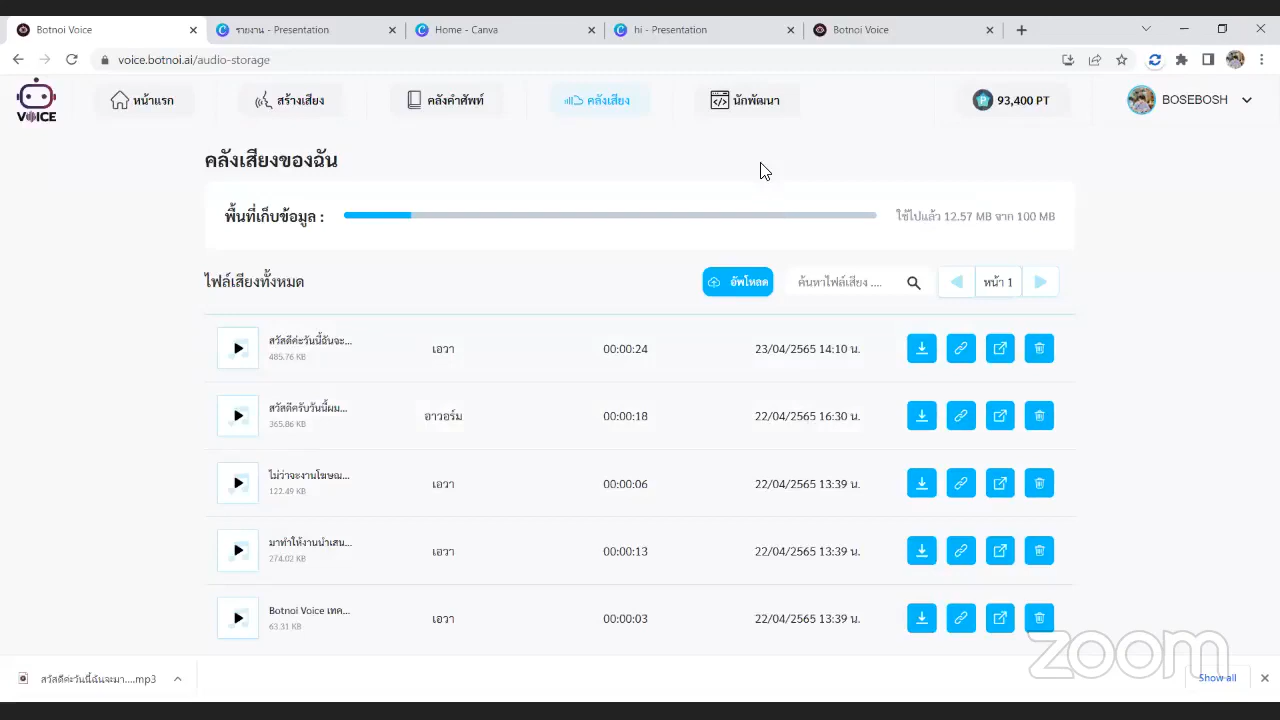 Botnoi Voice
รายงาน - Presentation
Home - Canva
hi - Presentation
Botnoi Voice
voice.botnoi.ai/audio-storage
VOICE
หน้าแรก
สร้างเสียง
คลังคำศัพท์
คลังเสียง
นักพัฒนา
93,400 PT
BOSEBOSH
คลังเสียงของฉัน
พื้นที่เก็บข้อมูล :
ใช้ไปแล้ว 12.57 MB จาก 100 MB
ไฟล์เสียงทั้งหมด
อัพโหลด
ค้นหาไฟล์เสียง ....
หน้า 1
สวัสดีค่ะวันนี้ฉันจะ...
485.76 KB
เอวา
00:00:24
23/04/2565 14:10 น.
สวัสดีครับวันนี้ผม...
365.86 KB
อาวอร์ม
00:00:18
22/04/2565 16:30 น.
ไม่ว่าจะงานโฆษณ...
122.49 KB
เอวา
00:00:06
22/04/2565 13:39 น.
มาทำให้งานนำเสน...
274.02 KB
เอวา
00:00:13
22/04/2565 13:39 น.
Botnoi Voice เทค...
63.31 KB
เอวา
00:00:03
22/04/2565 13:39 น.
zoom
สวัสดีค่ะวันนี้ฉันจะมา....mp3
Show all